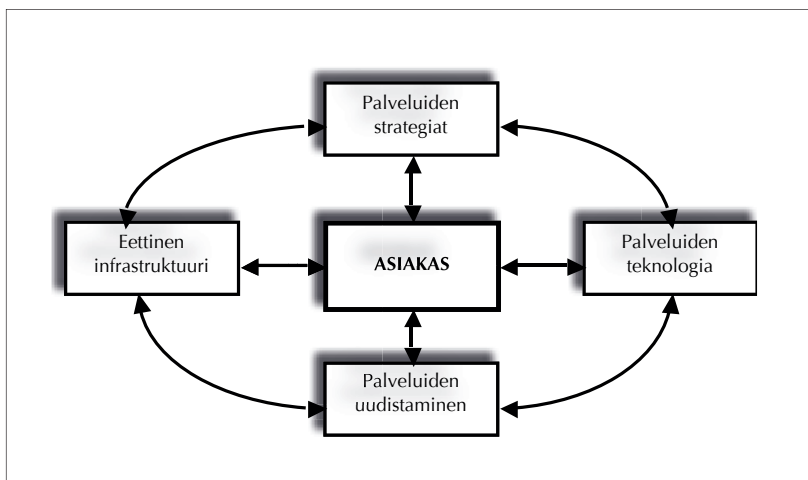 Palveluiden
strategiat
Eettinen
infrastruktuuri
ASIAKAS
Palveluiden
teknologia
Palveluiden
uudistaminen